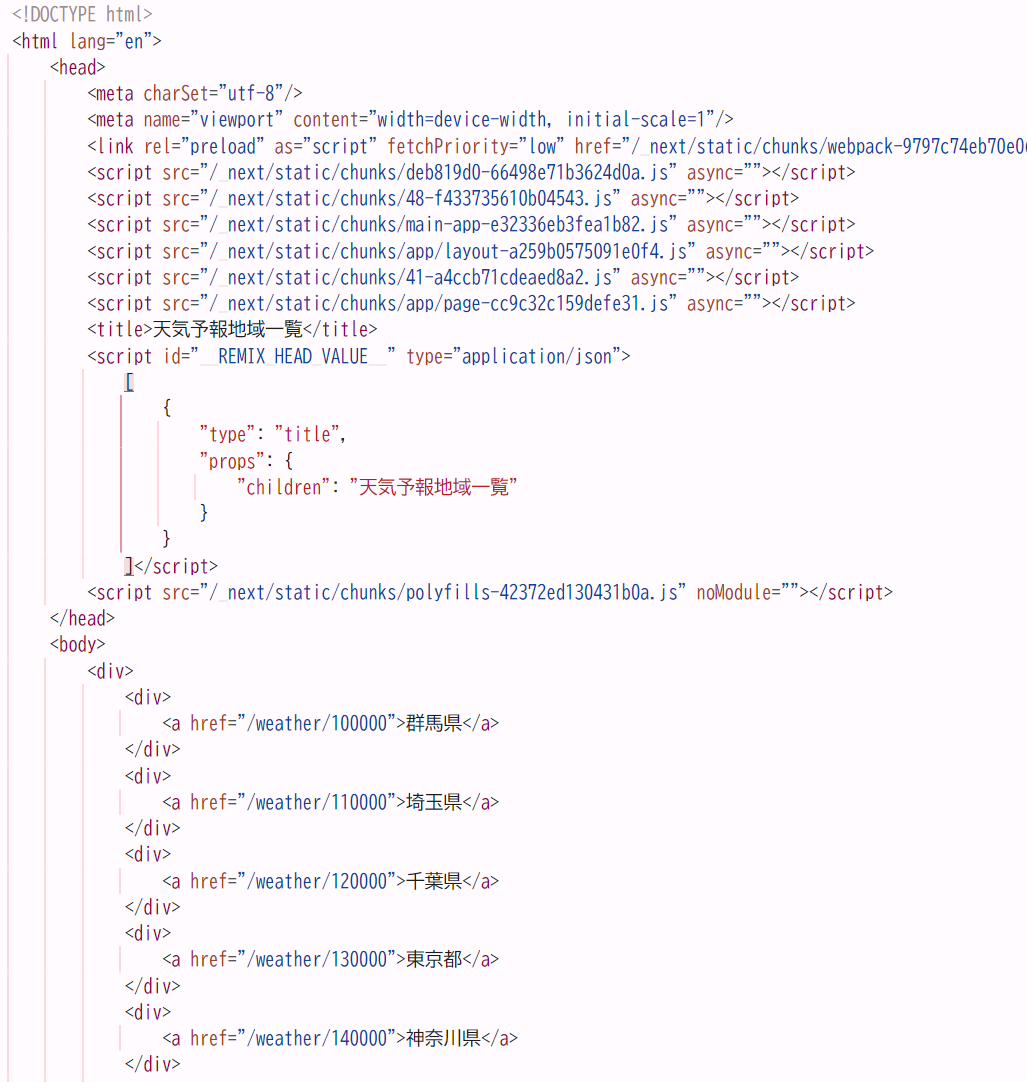 <!DOCTYPE html>
<html lang="en">
<head>
<meta charSet="utf-8"/>
<meta name="viewport" content="width=device-width, initial-scale=1"/>
<link rel="preload" as="script" fetchPriority="low" href="/_next/static/chunks/webpack-9797c74eb70e0
<script src="/_next/static/chunks/deb819d0-66498e71b3624d0a.js" async=""></script>
<script src="/_next/static/chunks/48-f433735610b04543.js" async=""></script>
<script src="/_next/static/chunks/main-app-e32336eb3fea1b82.js" async=""></script>
<script src="/_next/static/chunks/app/layout-a259b0575091e0f4.js" async=""></script>
<script src="/_next/static/chunks/41-a4ccb71cdeaed8a2.js" async=""></script>
<script src="/_next/static/chunks/app/page-cc9c32c159defe31.js" async=""></script>
<title>天気予報地域一覧</title>
<script id="__REMIX_HEAD_VALUE__" type="application/json">
[
{
"type": "title",
"props": {
"children": "天気予報地域一覧"
}
}
]</script>
<script src="/_next/static/chunks/polyfills-42372ed130431b0a.js" noModule=""></script>
</head>
<body>
<div>
<div>
<a href="/weather/100000">群馬県</a>
</div>
<div>
<a href="/weather/110000">埼玉県</a>
</div>
<div>
<a href="/weather/120000">千葉県</a>
</div>
<div>
<a href="/weather/130000">東京都</a>
</div>
<div>
<a href="/weather/140000">神奈川県</a>
</div>